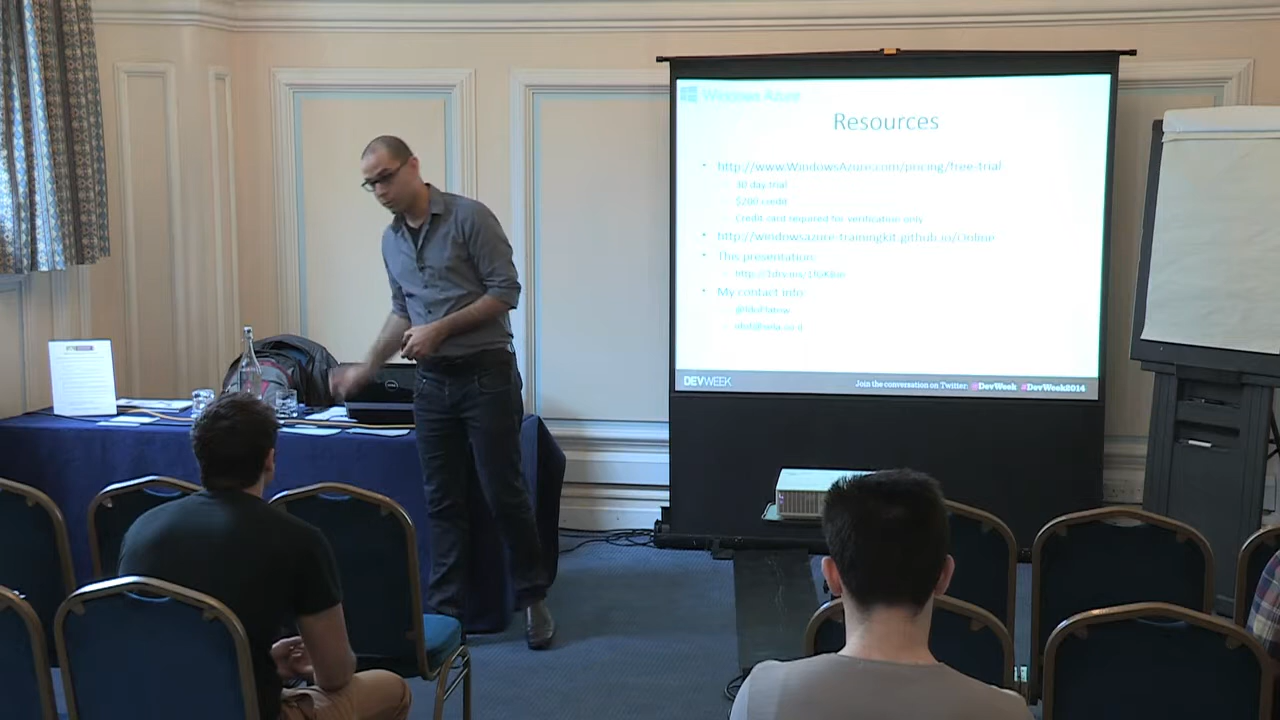 Windows Azure
Resources
http://www.WindowsAzure.com/pricing/free-trial
30 day trial
$200 credit
Credit card required for verification only
http://windowsazure-trainingkit.github.io/Online
This presentation:
My contact info:
DEVWEEK
Join the conversation on Twitter: @DevWeek #DevWeek2014